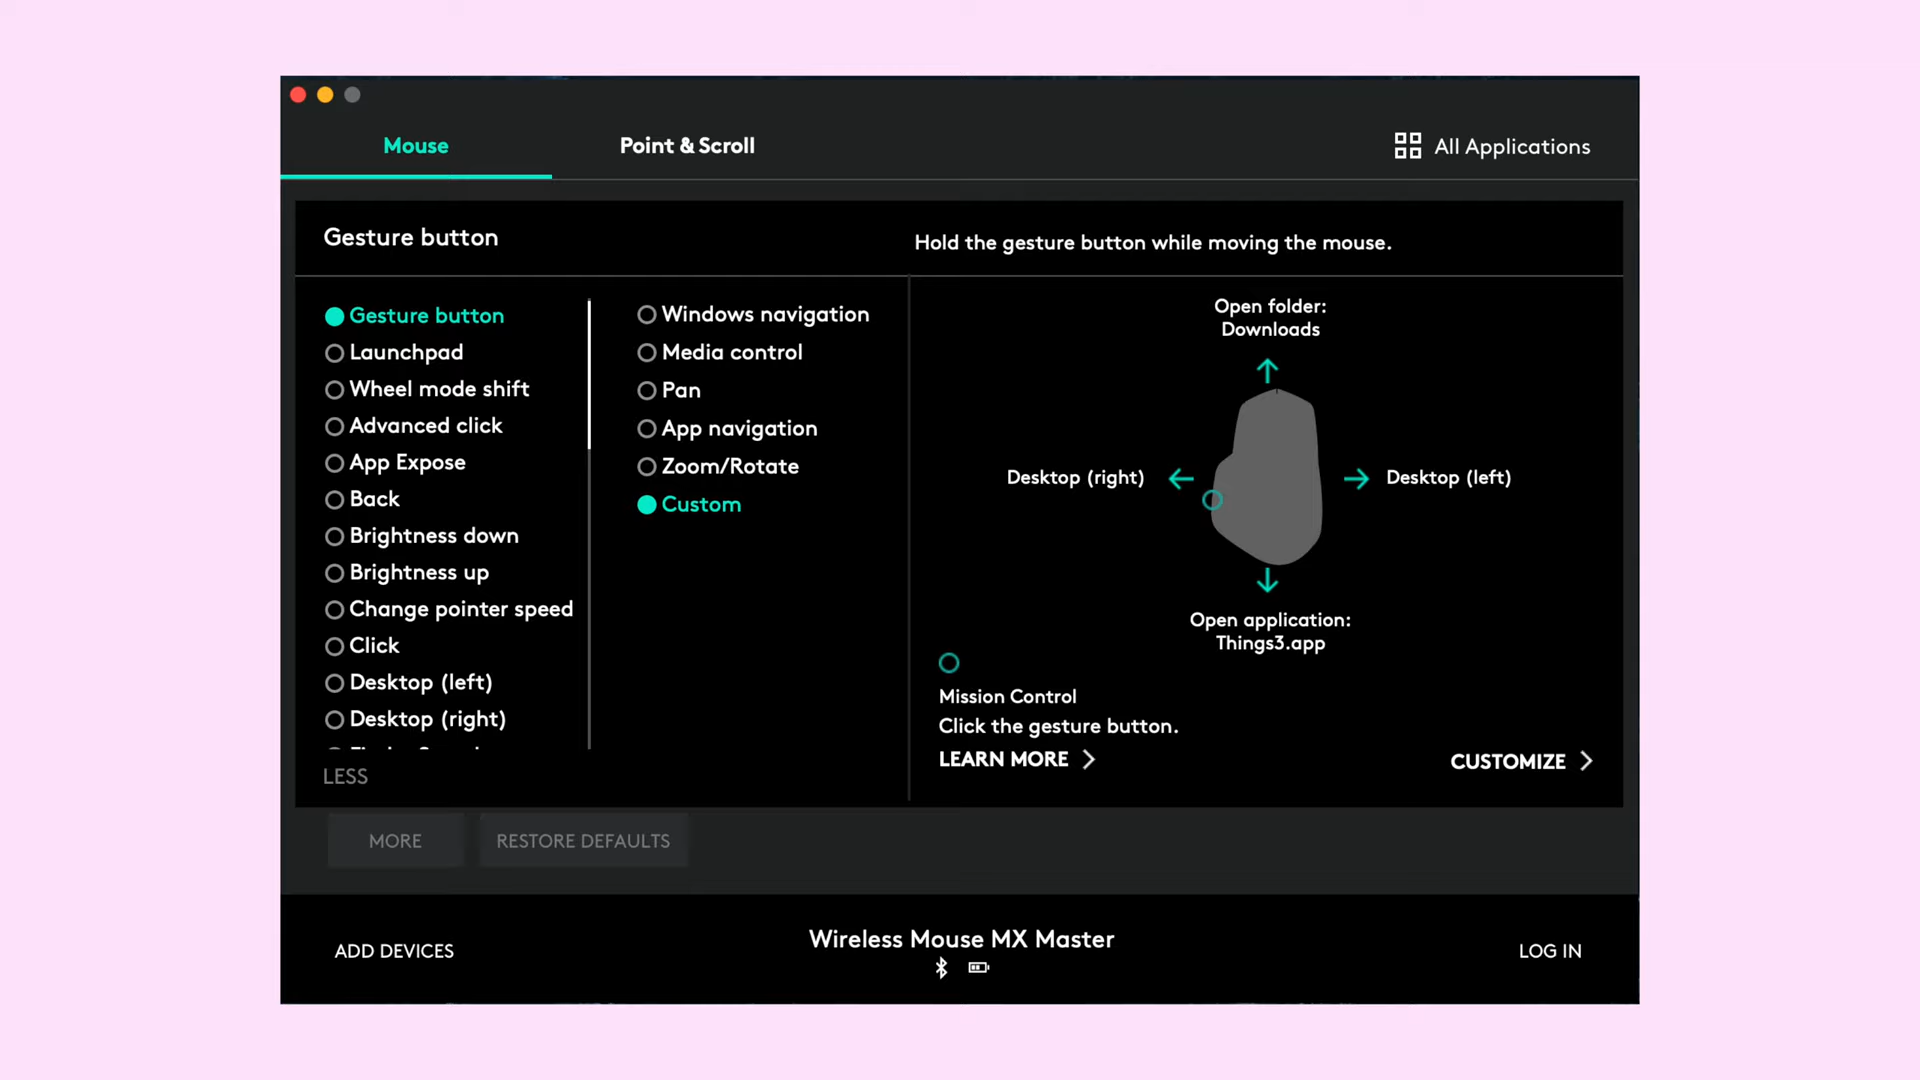 Mouse
Point & Scroll
All Applications
Gesture button
Hold the gesture button while moving the mouse.
Gesture button
Launchpad
Wheel mode shift
Advanced click
App Expose
Back
Brightness down
Brightness up
Change pointer speed
Click
Desktop (left)
Desktop (right)
LESS
Windows navigation
Media control
Pan
App navigation
Zoom/Rotate
Custom
Open folder:
Downloads
Desktop (right)
Desktop (left)
Open application:
Things3.app
Mission Control
Click the gesture button.
LEARN MORE
CUSTOMIZE
MORE
RESTORE DEFAULTS
ADD DEVICES
Wireless Mouse MX Master
LOG IN